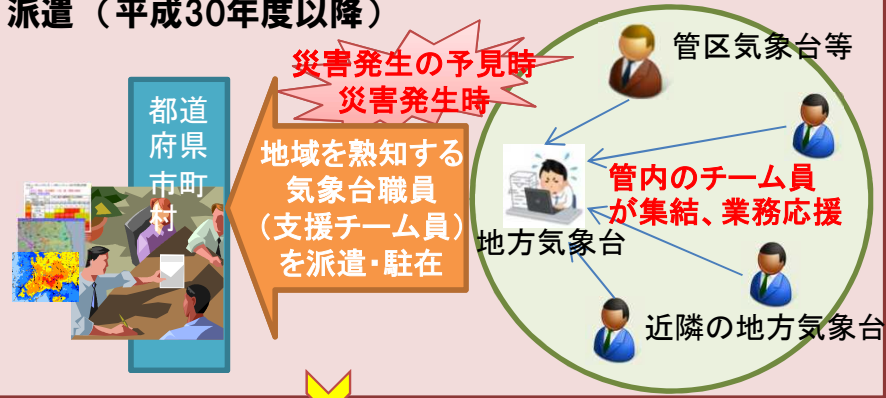 派遣（平成30年度以降）
災害発生の予見時
災害発生時
都道
府県
市町
村
地域を熟知する
気象台職員
（支援チーム員）
を派遣・駐在
管区気象台等
管内のチーム員
が集結、業務応援
地方気象台
近隣の地方気象台